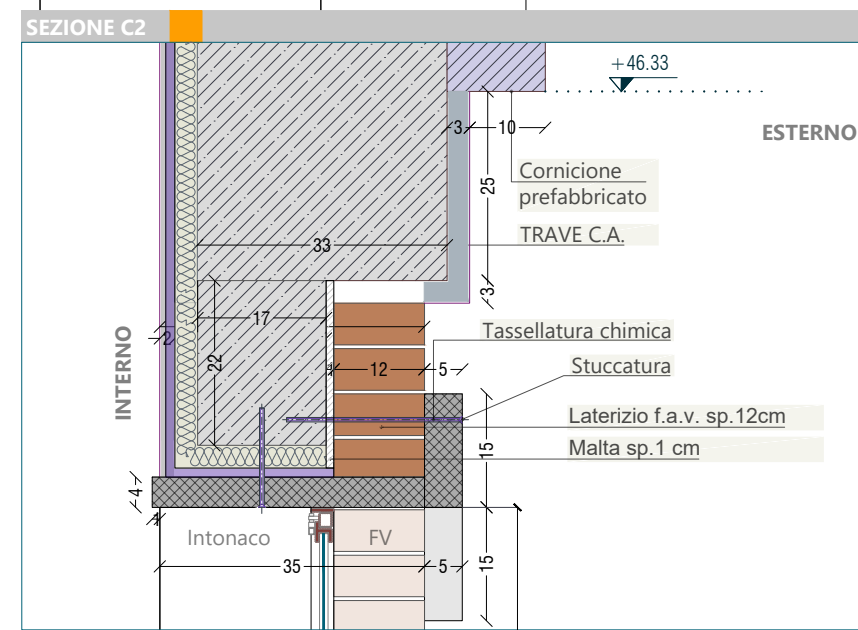 SEZIONE C2
+46.33
ESTERNO
3
10
25
Cornicione
prefabbricato
TRAVE C.A.
33
3
17
22
2
INTERNO
12
5
Tassellatura chimica
Stuccatura
Laterizio f.a.v. sp.12cm
Malta sp.1 cm
15
4
Intonaco
FV
35
5
15